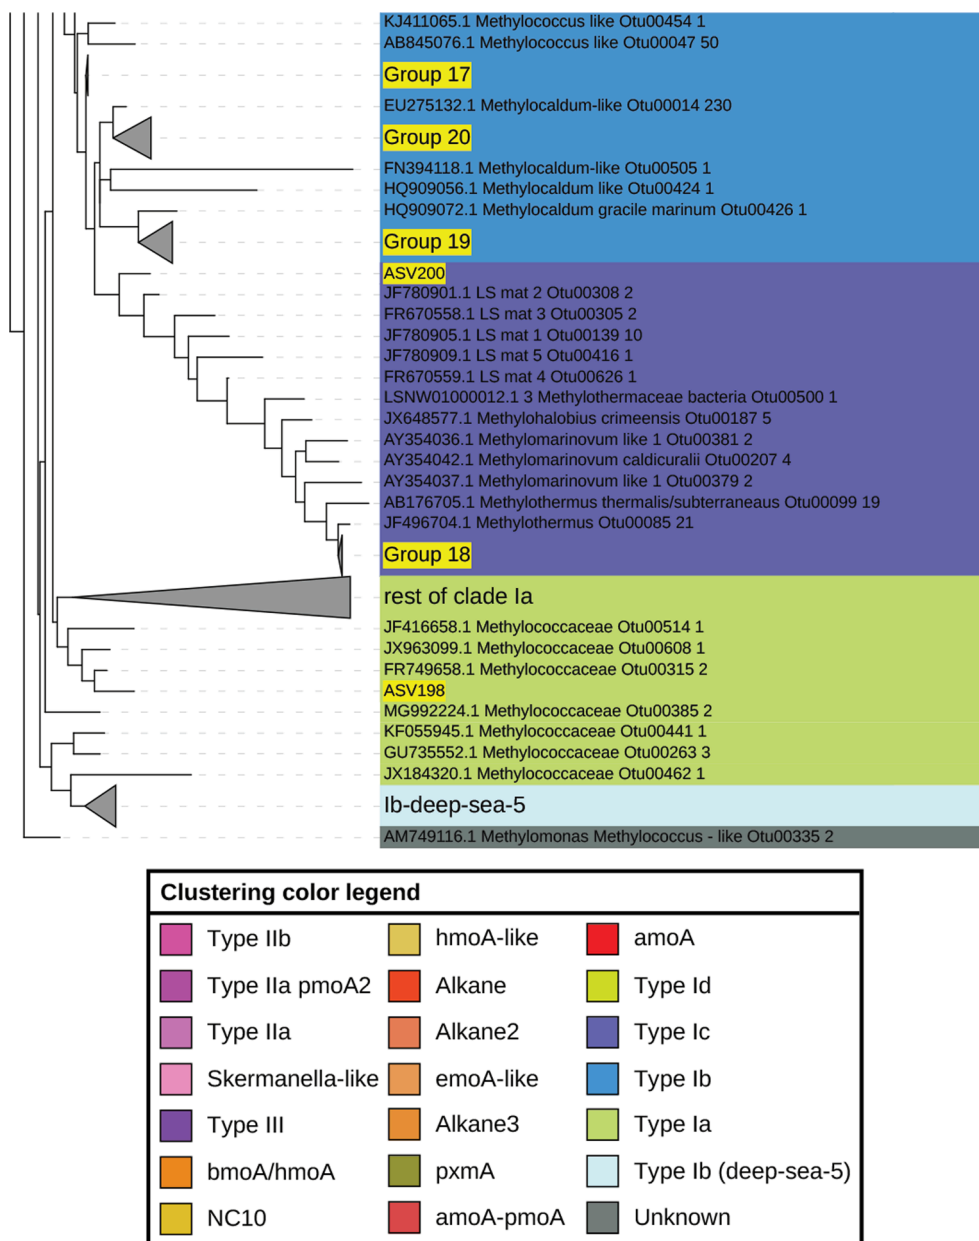 KJ411065.1 Methylococcus like Otu00454 1
AB845076.1 Methylococcus like Otu00047 50
Group 17
EU275132.1 Methylocaldum-like Otu00014 230
Group 20
FN394118.1 Methylocaldum-like Otu00505 1
HQ909056.1 Methylocaldum like Otu00424 1
HQ909072.1 Methylocaldum gracile marinum Otu00426 1
Group 19
ASV200
JF780901.1 LS mat 2 Otu00308 2
FR670558.1 LS mat 3 Otu00305 2
JF780905.1 LS mat 1 Otu00139 10
JF780909.1 LS mat 5 Otu00416 1
FR670559.1 LS mat 4 Otu00626 1
LSNW01000012.1 3 Methylothermaceae bacteria Otu00500 1
JX648577.1 Methylohalobius crimeensis Otu00187 5
AY354036.1 Methylomarinovum like 1 Otu00381 2
AY354042.1 Methylomarinovum caldicuralii Otu00207 4
AY354037.1 Methylomarinovum like 1 Otu00379 2
AB176705.1 Methylothermus thermalis/subterraneaus Otu00099 19
JF496704.1 Methylothermus Otu00085 21
Group 18
rest of clade Ia
JF416658.1 Methylococcaceae Otu00514 1
JX963099.1 Methylococcaceae Otu00608 1
FR749658.1 Methylococcaceae Otu00315 2
ASV198
MG992224.1 Methylococcaceae Otu00385 2
KF055945.1 Methylococcaceae Otu00441 1
GU735552.1 Methylococcaceae Otu00263 3
JX184320.1 Methylococcaceae Otu00462 1
Ib-deep-sea-5
AM749116.1 Methylomonas Methylococcus - like Otu00335 2
Clustering color legend
Type IIb hmoA-like amoA
Type IIa pmoA2 Alkane Type Id
Type IIa Alkane2 Type Ic
Skermanella-like emoA-like Type Ib
Type III Alkane3 Type Ia
bmoA/hmoA pxmA Type Ib (deep-sea-5)
NC10 amoA-pmoA Unknown